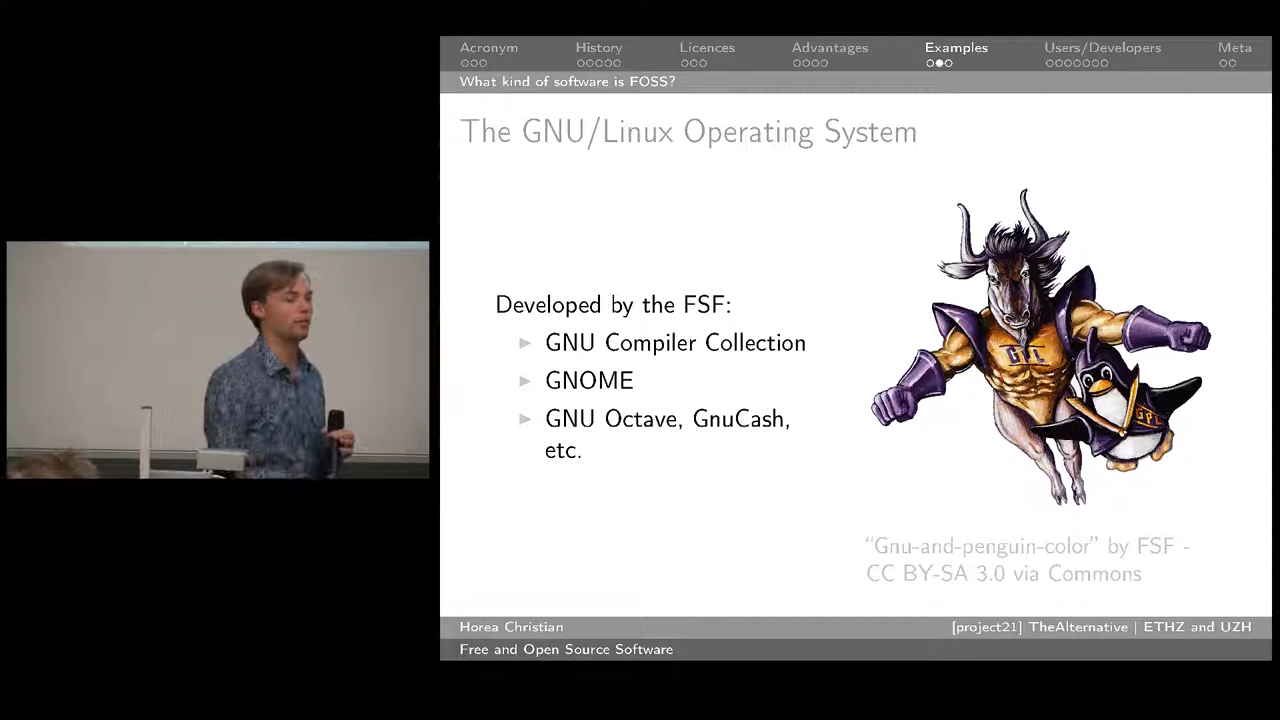 Acronym History Licences Advantages Examples Users/Developers Meta
What kind of software is FOSS?
The GNU/Linux Operating System
Developed by the FSF:
GNU Compiler Collection
GNOME
GNU Octave, GnuCash,
etc.
GPL
GPL
“Gnu-and-penguin-color” by FSF -
CC BY-SA 3.0 via Commons
Horea Christian [project21] TheAlternative | ETHZ and UZH
Free and Open Source Software